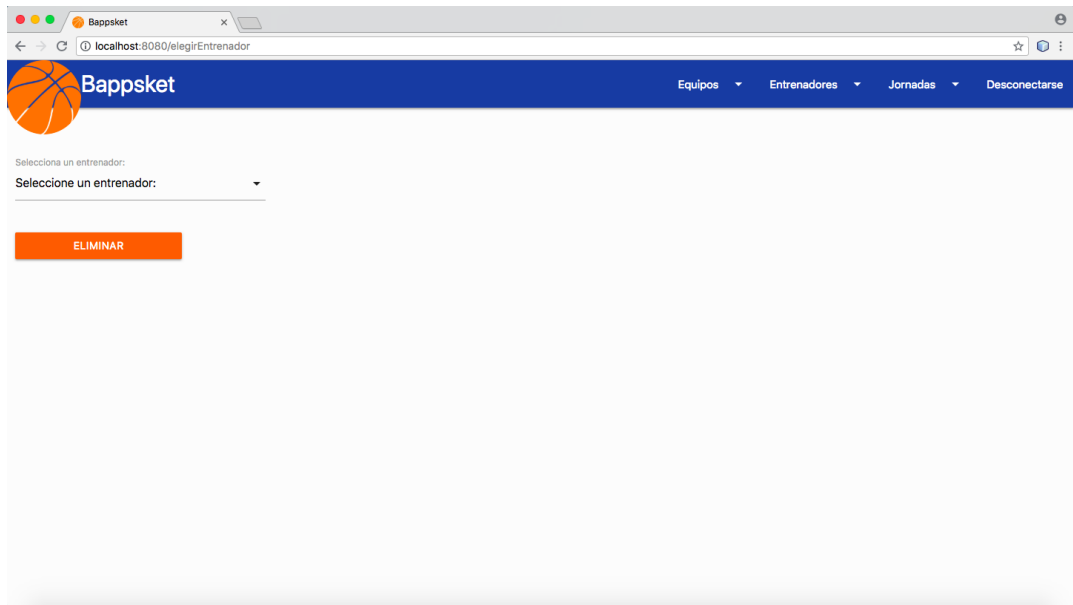 Bappsket
localhost:8080/elegirEntrenador
Bappsket
Equipos
Entrenadores
Jornadas
Desconectarse
Selecciona un entrenador:
Seleccione un entrenador:
ELIMINAR